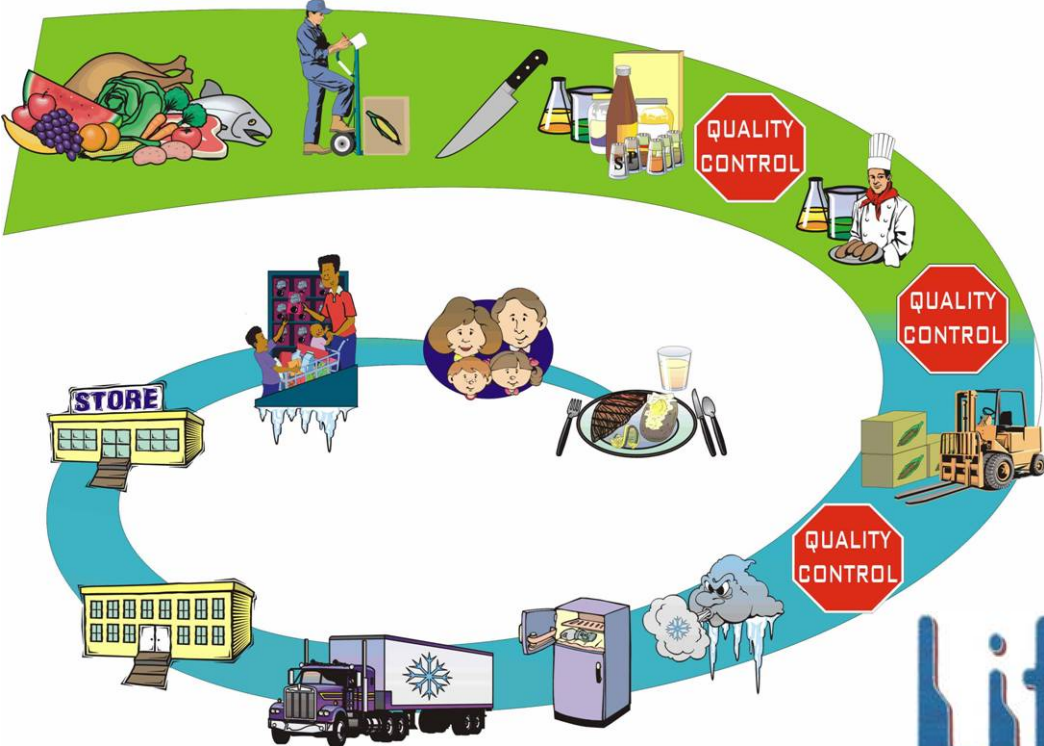 S P
QUALITY
CONTROL
QUALITY
CONTROL
STORE
QUALITY
CONTROL